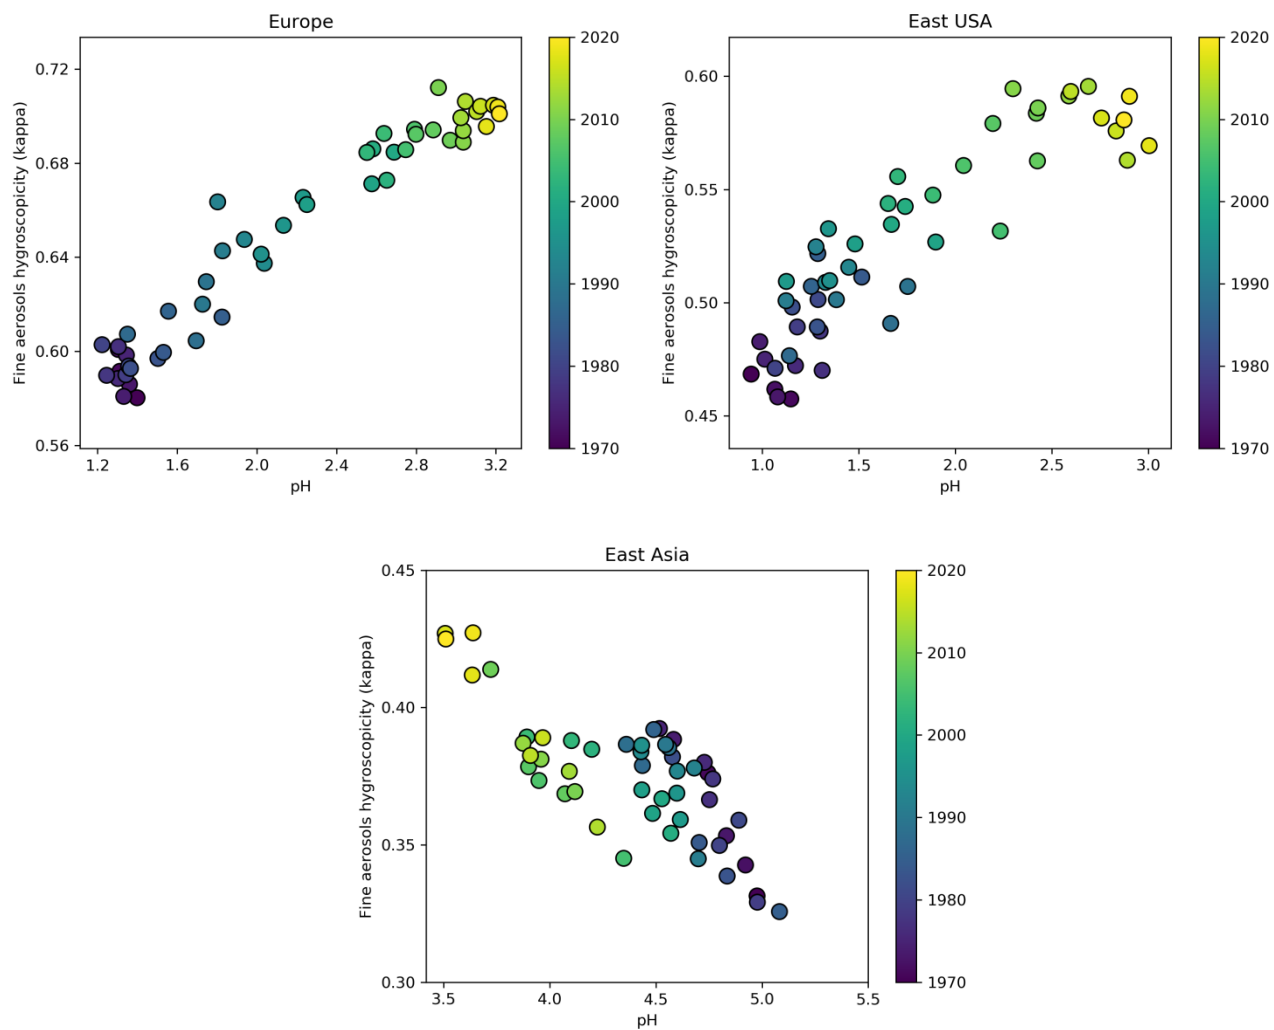 Europe
Fine aerosols hygroscopicity (kappa)
0.72
0.68
0.64
0.60
0.56
1.2 1.6 2.0 2.4 2.8 3.2
pH
2020
2010
2000
1990
1980
1970
East USA
Fine aerosols hygroscopicity (kappa)
0.60
0.55
0.50
0.45
1.0 1.5 2.0 2.5 3.0
pH
2020
2010
2000
1990
1980
1970
East Asia
Fine aerosols hygroscopicity (kappa)
0.45
0.40
0.35
0.30
3.5 4.0 4.5 5.0 5.5
pH
2020
2010
2000
1990
1980
1970